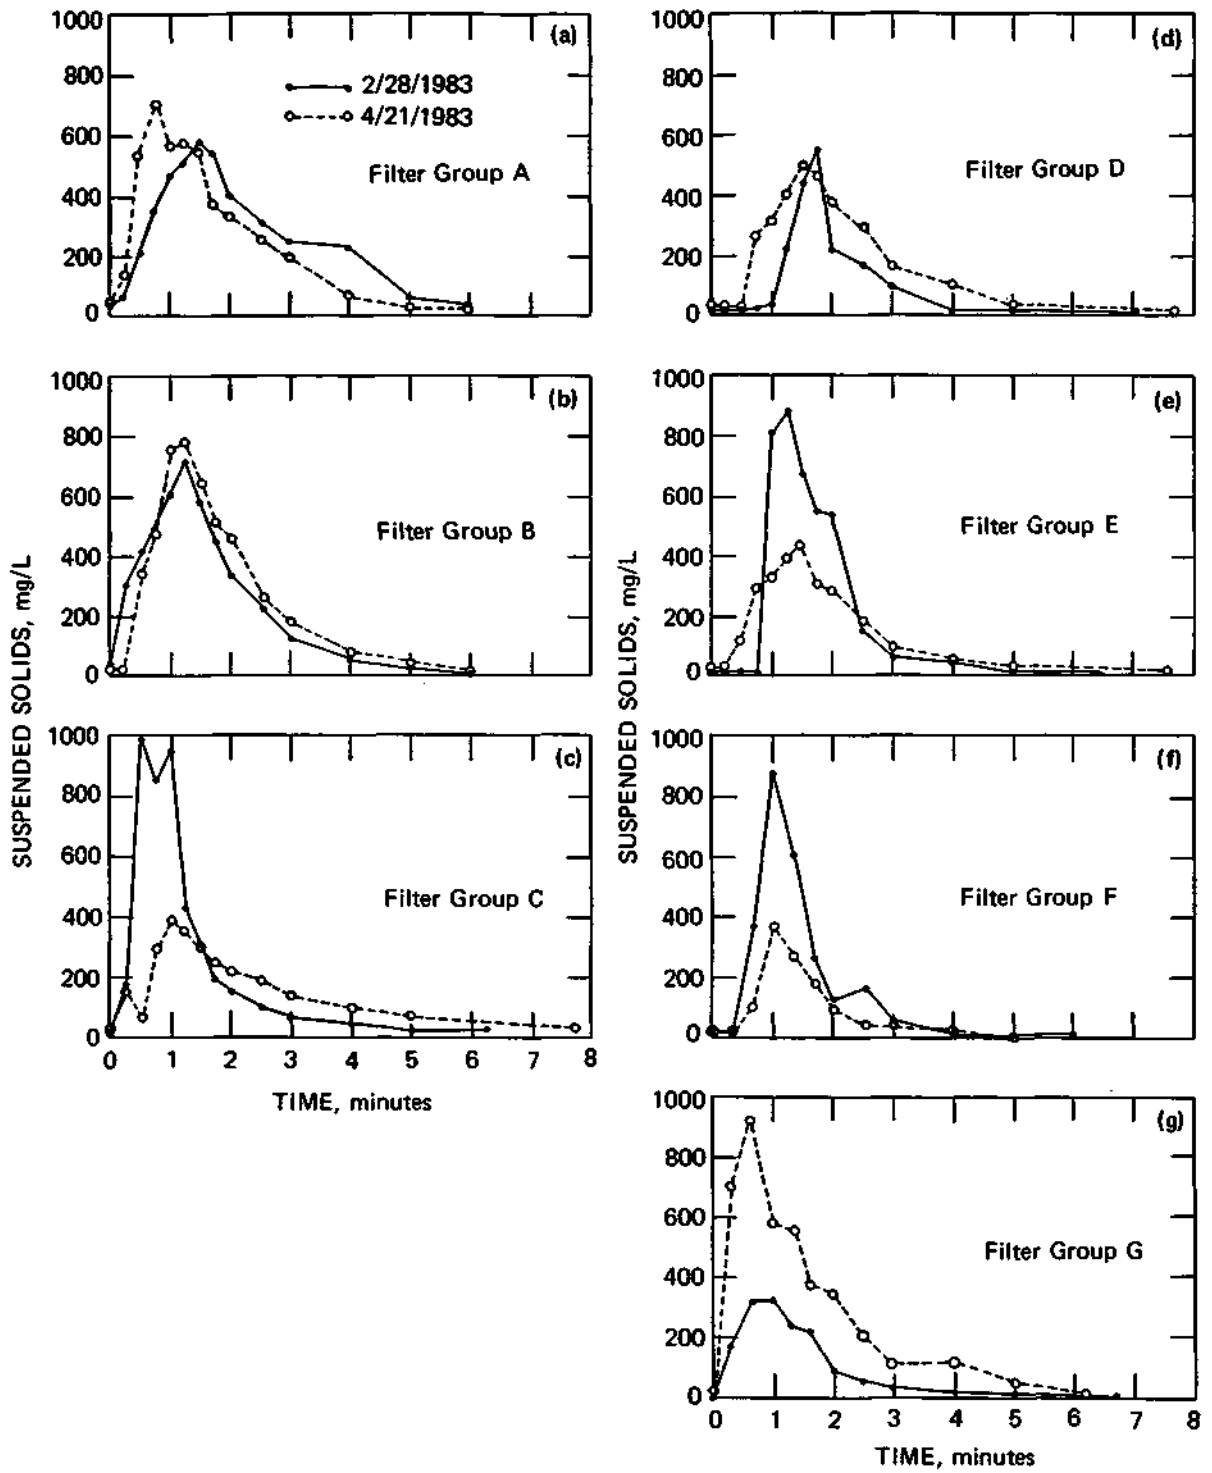 1000
800
600
400
200
0
(a)
2/28/1983
4/21/1983
Filter Group A
1000
800
600
400
200
0
(b)
Filter Group B
1000
800
600
400
200
0
(c)
Filter Group C
0 1 2 3 4 5 6 7 8
TIME, minutes
SUSPENDED SOLIDS, mg/L
1000
800
600
400
200
0
(d)
Filter Group D
1000
800
600
400
200
0
(e)
Filter Group E
1000
800
600
400
200
0
(f)
Filter Group F
1000
800
600
400
200
0
(g)
Filter Group G
0 1 2 3 4 5 6 7 8
TIME, minutes
SUSPENDED SOLIDS, mg/L